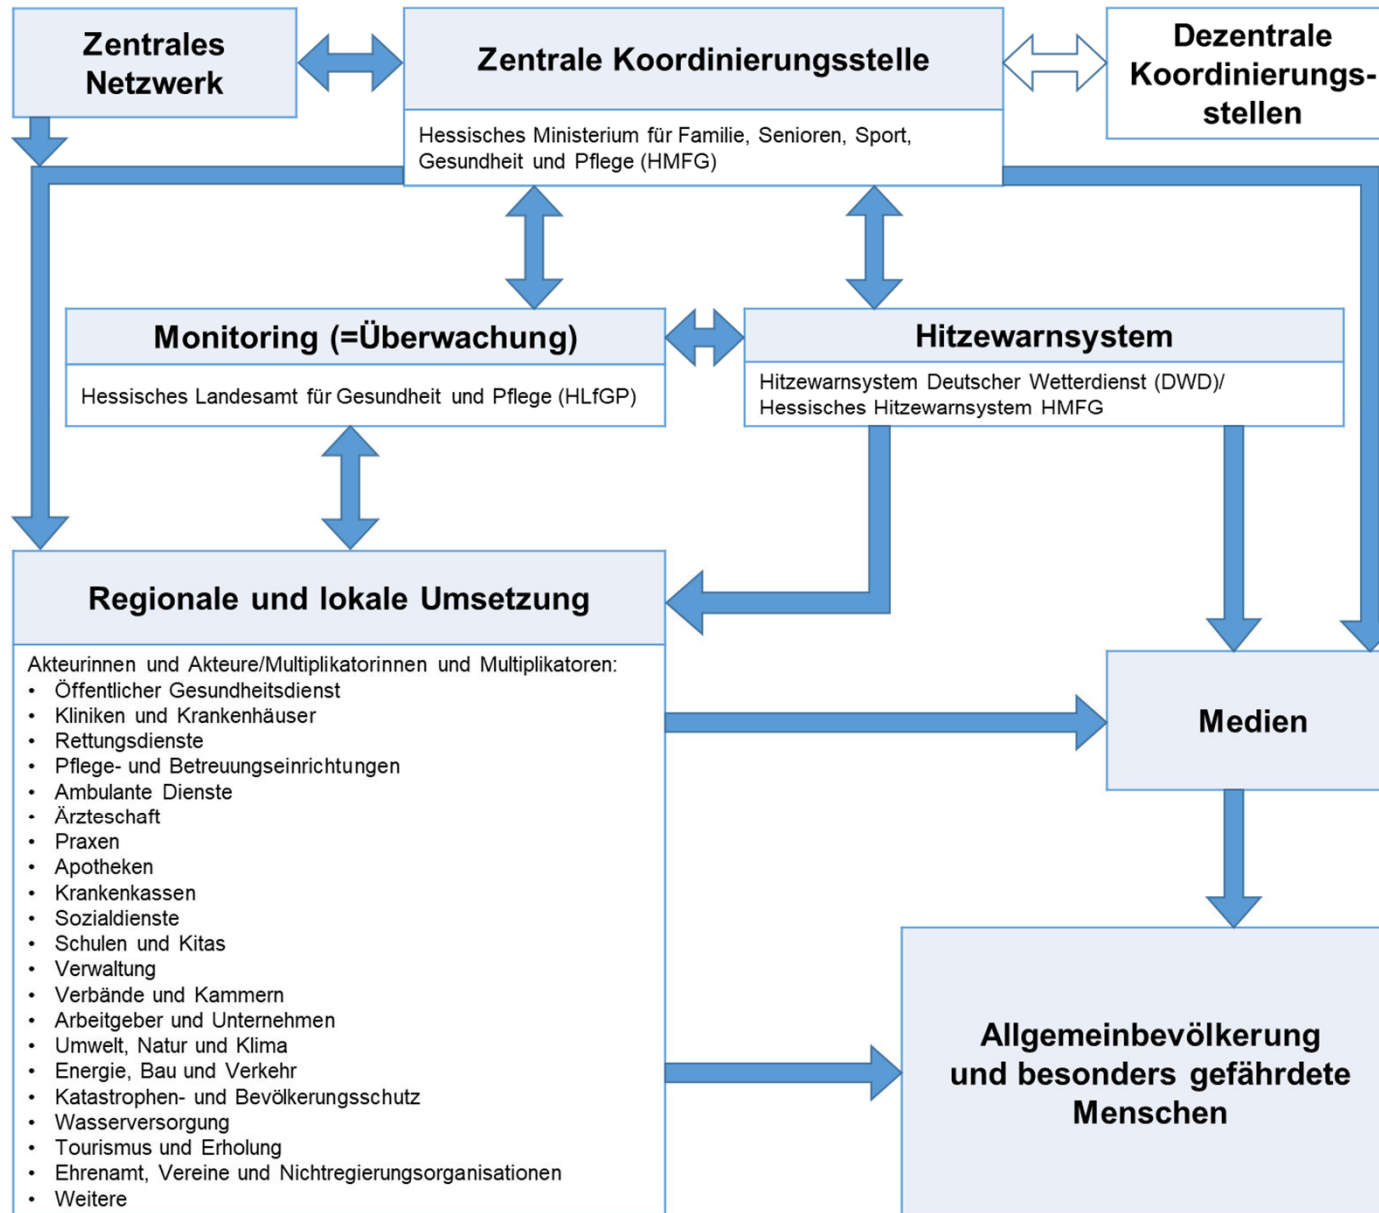 Zentrales
Netzwerk
Zentrale Koordinierungsstelle
Hessisches Ministerium für Familie, Senioren, Sport,
Gesundheit und Pflege (HMFG)
Dezentrale
Koordinierungs-
stellen
Monitoring (=Überwachung)
Hessisches Landesamt für Gesundheit und Pflege (HLfGP)
Hitzewarnsystem
Hitzewarnsystem Deutscher Wetterdienst (DWD)/
Hessisches Hitzewarnsystem HMFG
Regionale und lokale Umsetzung
Akteurinnen und Akteure/Multiplikatorinnen und Multiplikatoren:
• Öffentlicher Gesundheitsdienst
• Kliniken und Krankenhäuser
• Rettungsdienste
• Pflege- und Betreuungseinrichtungen
• Ambulante Dienste
• Ärzteschaft
• Praxen
• Apotheken
• Krankenkassen
• Sozialdienste
• Schulen und Kitas
• Verwaltung
• Verbände und Kammern
• Arbeitgeber und Unternehmen
• Umwelt, Natur und Klima
• Energie, Bau und Verkehr
• Katastrophen- und Bevölkerungsschutz
• Wasserversorgung
• Tourismus und Erholung
• Ehrenamt, Vereine und Nichtregierungsorganisationen
• Weitere
Medien
Allgemeinbevölkerung
und besonders gefährdete
Menschen